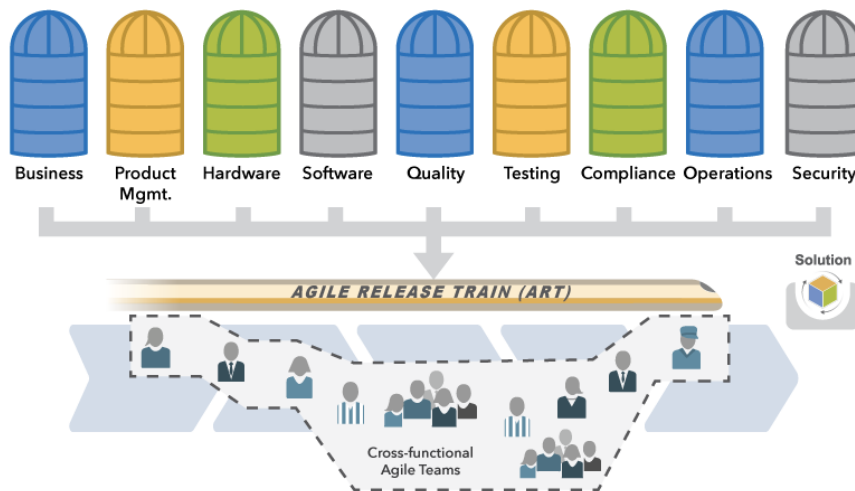 Business
Product
Mgmt.
Hardware
Software
Quality
Testing
Compliance
Operations
Security
AGILE RELEASE TRAIN (ART)
Solution
Cross-functional
Agile Teams